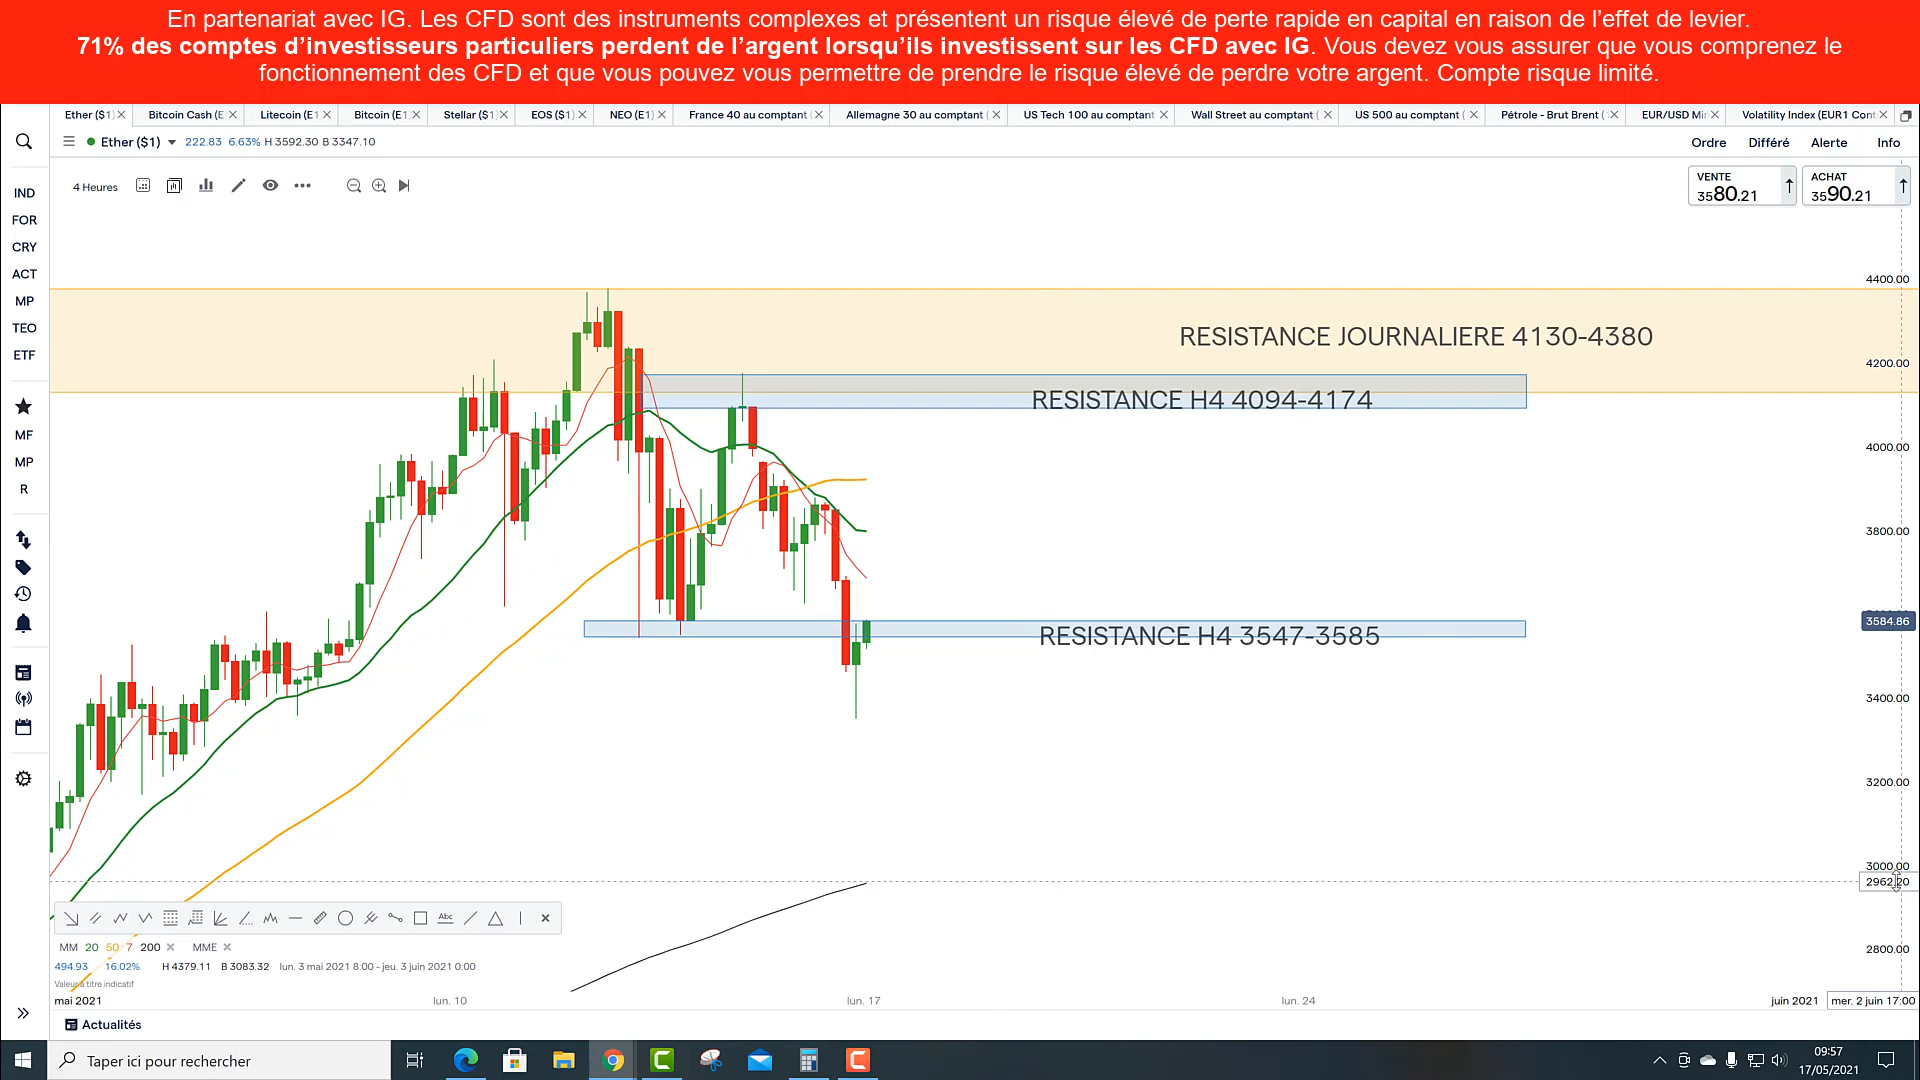 En partenariat avec IG. Les CFD sont des instruments complexes et présentent un risque élevé de perte rapide en capital en raison de l'effet de levier.
71% des comptes d'investisseurs particuliers perdent de l'argent lorsqu'ils investissent sur les CFD avec IG. Vous devez vous assurer que vous comprenez le
fonctionnement des CFD et que vous pouvez vous permettre de prendre le risque élevé de perdre votre argent. Compte risque limité.
Ether ($1) Bitcoin Cash (E Litecoin (E1 Bitcoin (E1 Stellar ($1) EOS ($1) NEO (E1) France 40 au comptant ( Allemagne 30 au comptant ( US Tech 100 au comptant Wall Street au comptant ( US 500 au comptant ( Pétrole - Brut Brent ( EUR/USD Mi Volatility Index (EUR1 Cont
Ether ($1) 222.83 6.63% H 3592.30 B 3347.10
Ordre Différé Alerte Info
4 Heures
VENTE
3580.21
ACHAT
3590.21
IND
FOR
CRY
ACT
MP
TEO
ETF
MF
MP
R
4400.00
RESISTANCE JOURNALIERE 4130-4380
4200.00
RESISTANCE H4 4094-4174
4000.00
3800.00
3584.86
RESISTANCE H4 3547-3585
3400.00
3200.00
3000.00
2962.20
2800.00
Abc
MM 20 50 7 200 MME
494.93 16.02% H 4379.11 B 3083.32 lun. 3 mai 2021 8:00 - jeu. 3 juin 2021 0:00
Valeur à titre indicatif
mai 2021 lun. 10 lun. 17 lun. 24 juin 2021 mer. 2 juin 17:00
Actualités
Taper ici pour rechercher
09:57
17/05/2021